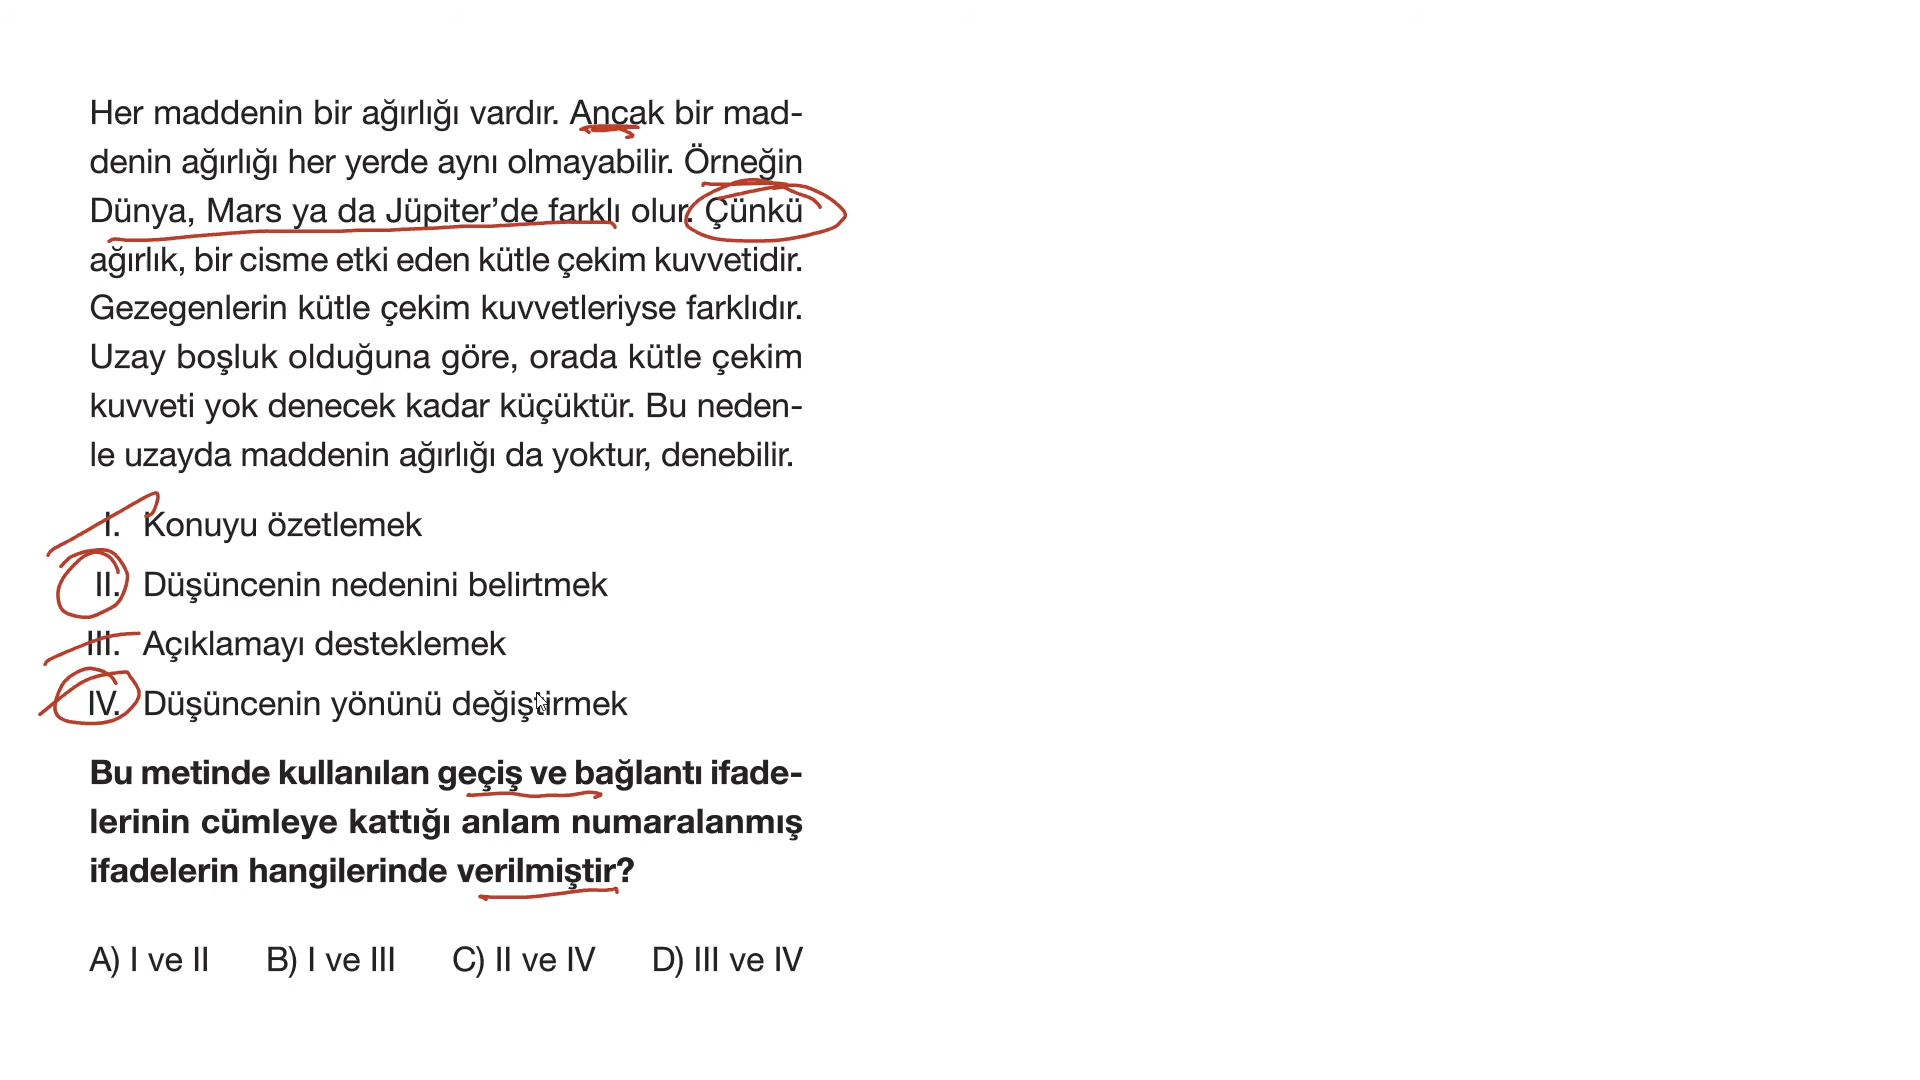 Her maddenin bir ağırlığı vardır. Ancak bir mad-
denin ağırlığı her yerde aynı olmayabilir. Örneğin
Dünya, Mars ya da Jüpiter’de farklı olur. Çünkü
ağırlık, bir cisme etki eden kütle çekim kuvvetidir.
Gezegenlerin kütle çekim kuvvetleriyse farklıdır.
Uzay boşluk olduğuna göre, orada kütle çekim
kuvveti yok denecek kadar küçüktür. Bu neden-
le uzayda maddenin ağırlığı da yoktur, denebilir.
I. Konuyu özetlemek
II. Düşüncenin nedenini belirtmek
III. Açıklamayı desteklemek
IV. Düşüncenin yönünü değiştirmek
Bu metinde kullanılan geçiş ve bağlantı ifade-
lerinin cümleye kattığı anlam numaralanmış
ifadelerin hangilerinde verilmiştir?
A) I ve II B) I ve III C) II ve IV D) III ve IV